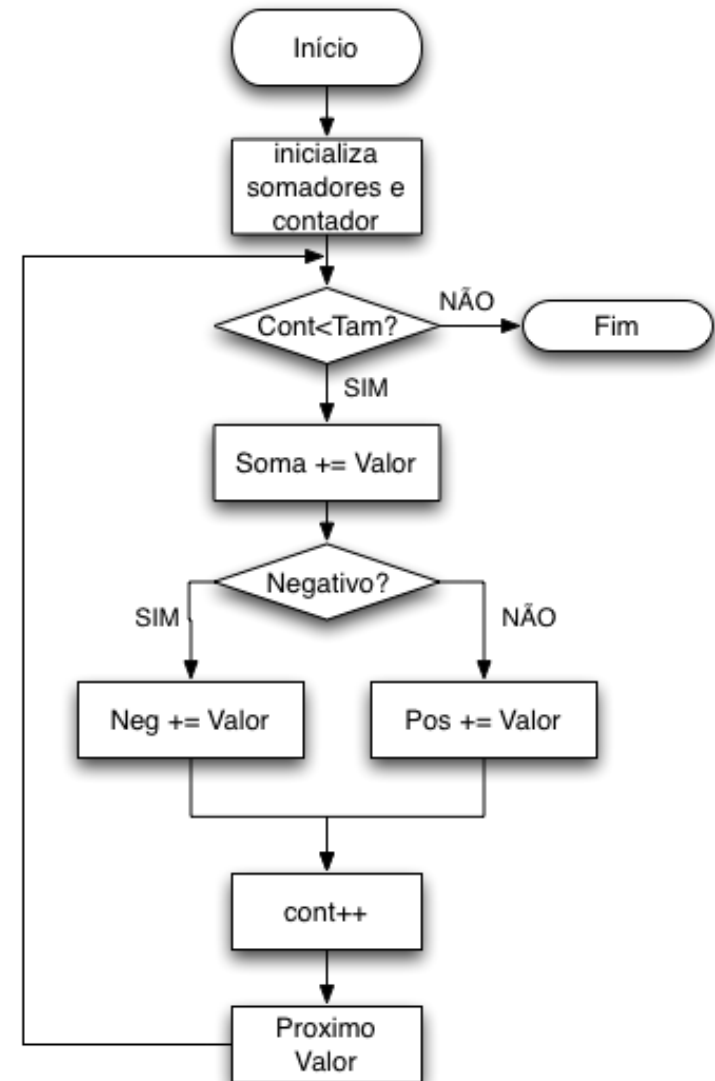 Início
inicializa
somadores e
contador
Cont<Tam?
NÃO
Fim
SIM
Soma += Valor
Negativo?
SIM
NÃO
Neg += Valor
Pos += Valor
cont++
Proximo
Valor